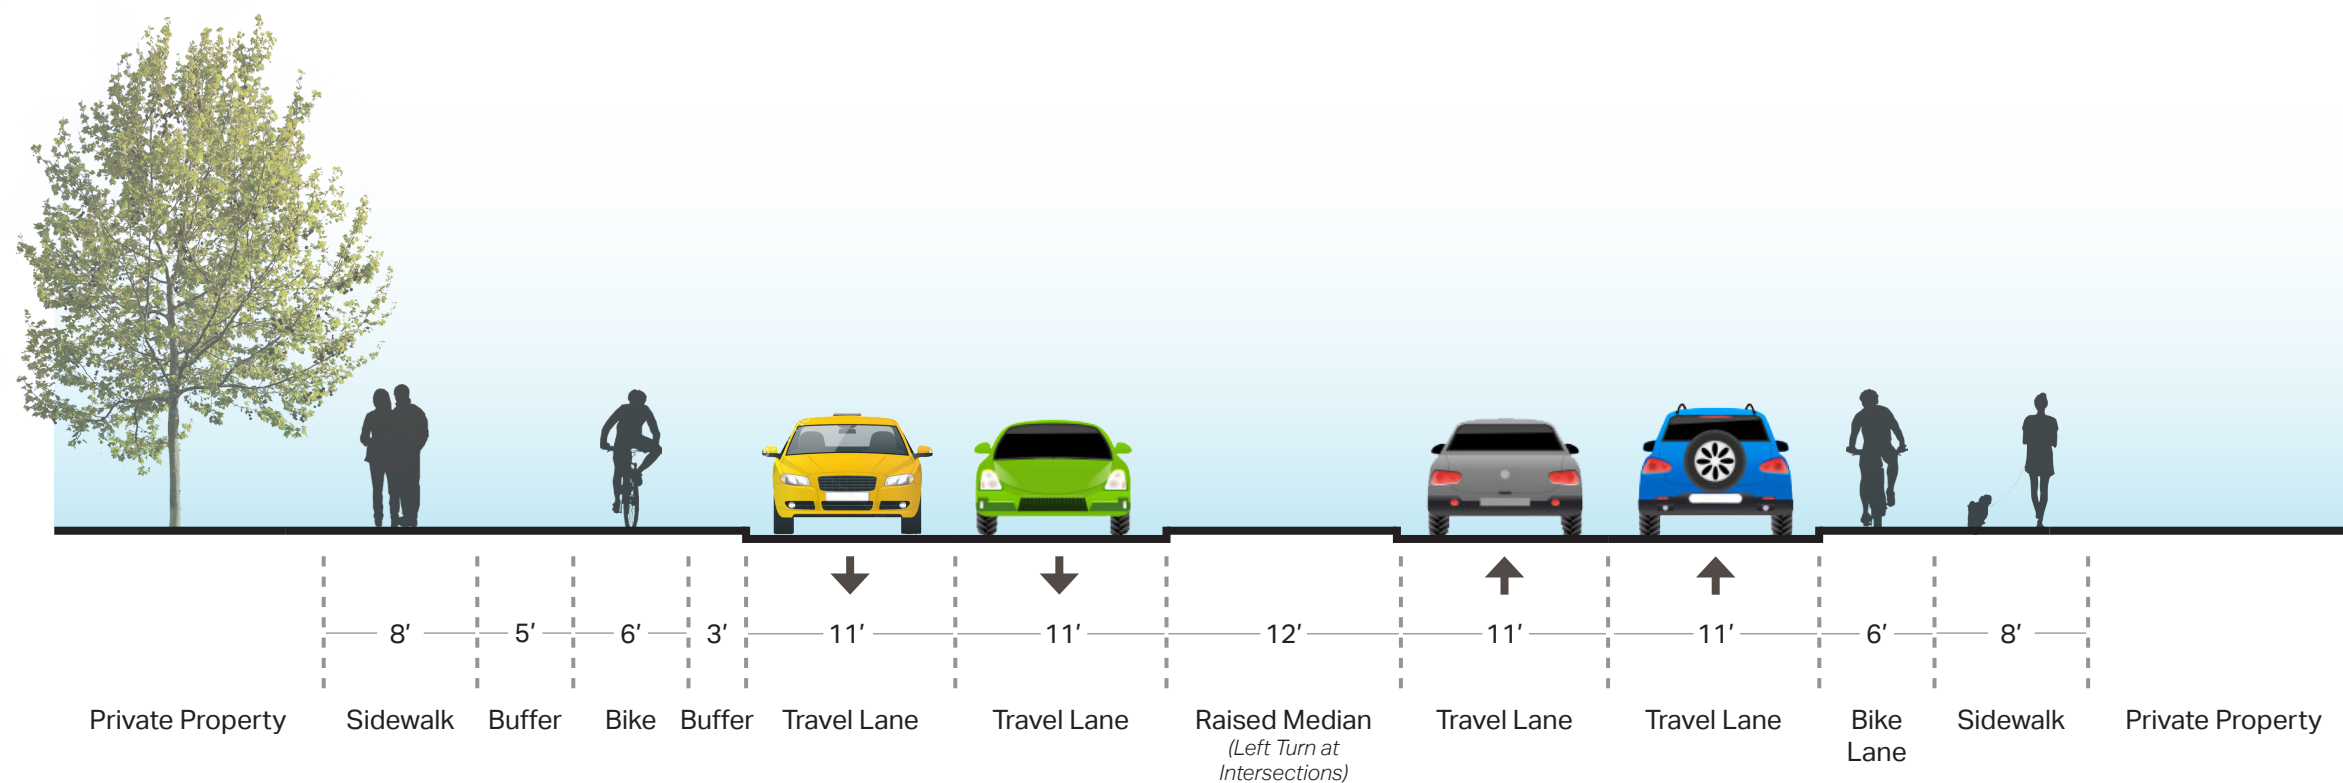 8′ 5′ 6′ 3′ 11′ 11′ 12′ 11′ 11′ 6′ 8′
Private Property Sidewalk Buffer Bike Buffer Travel Lane Travel Lane Raised Median Travel Lane Travel Lane Bike Sidewalk Private Property
(Left Turn at Lane
Intersections)